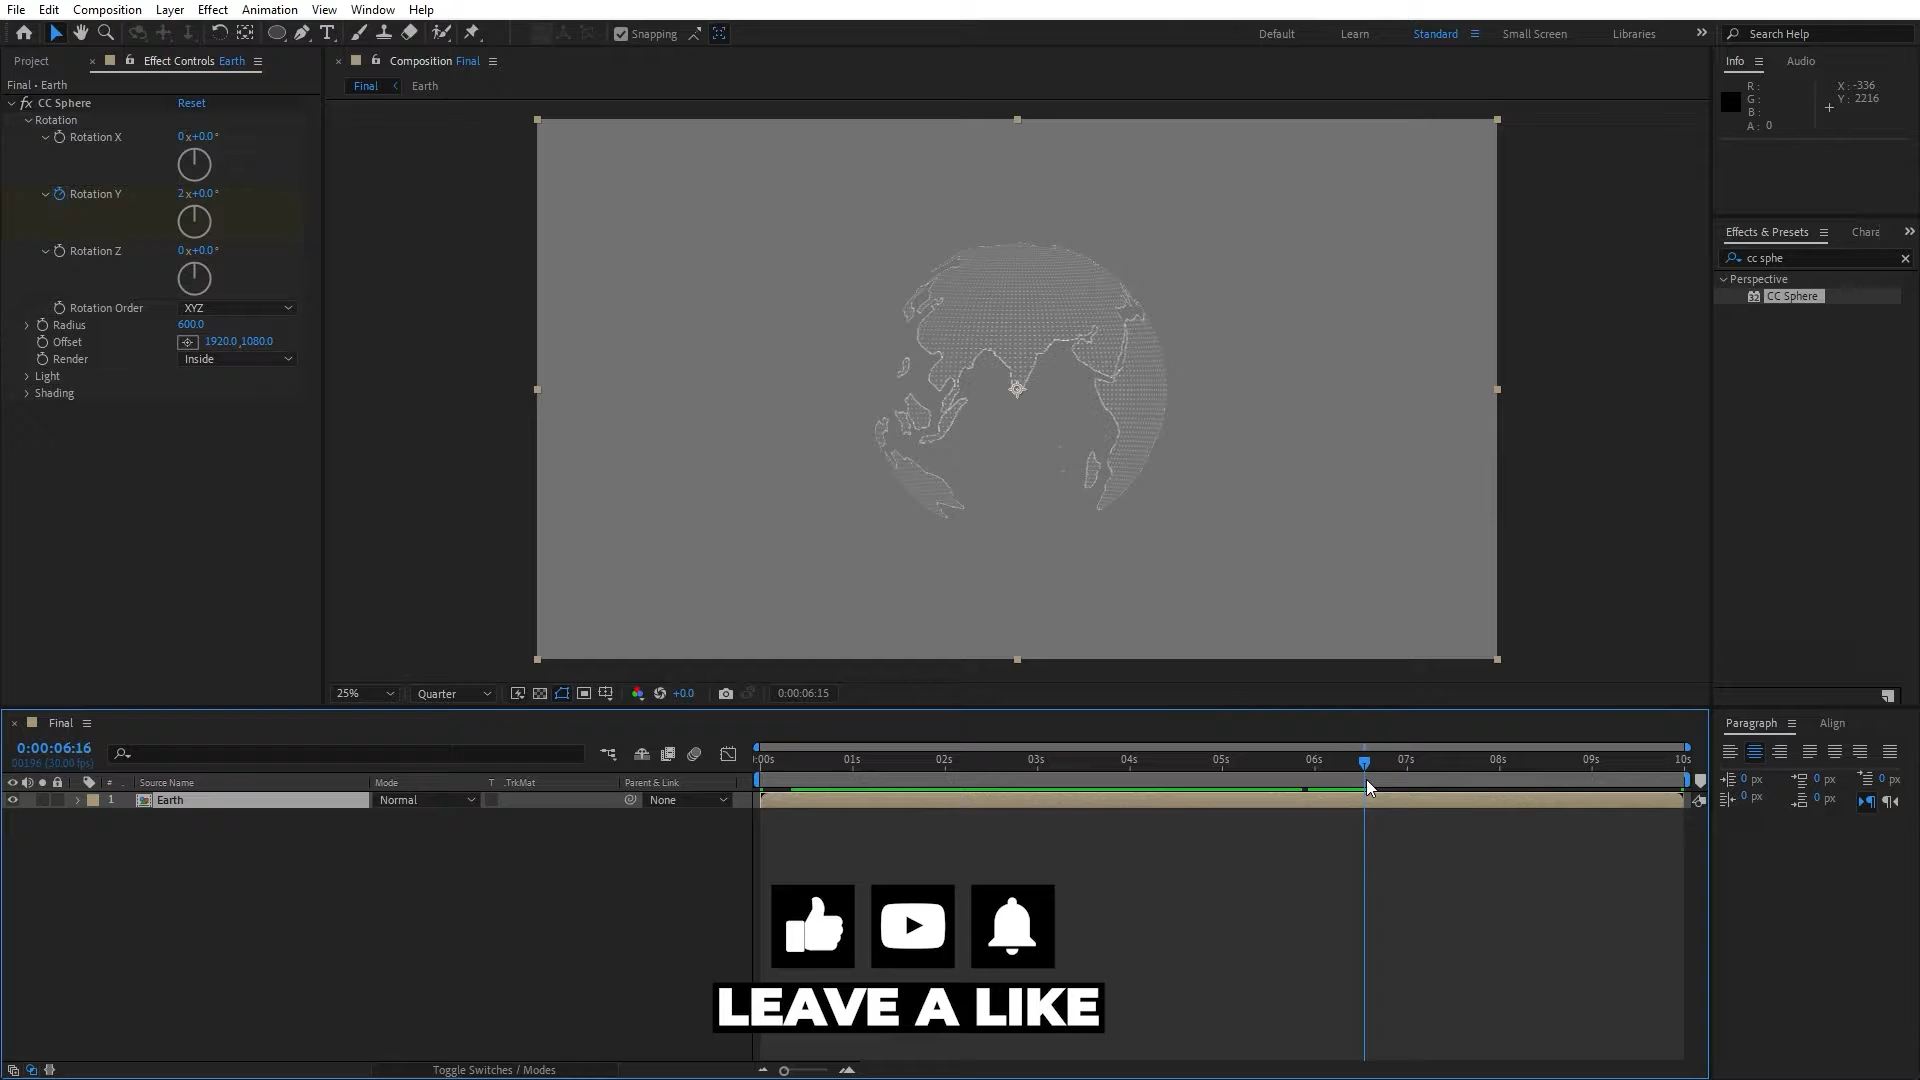 File Edit Composition Layer Effect Animation View Window Help
Snapping Default Learn Standard Small Screen Libraries Search Help
Project Effect Controls Earth
Final • Earth
fx CC Sphere Reset
Rotation
Rotation X 0 x+0.0°
Rotation Y 2 x+0.0°
Rotation Z 0 x+0.0°
Rotation Order XYZ
Radius 600.0
Offset 1920.0,1080.0
Render Inside
Light
Shading
Composition Final
Final Earth
25% Quarter +0.0 0:00:06:15
Info Audio
R :
G :
B :
A : 0
X : -336
Y : 2216
Effects & Presets Chara
cc sphe
Perspective
32 CC Sphere
Final
0:00:06:16
00196 (30.00 fps)
# Source Name Mode T .TrkMat Parent & Link
1 Earth Normal None
:00s 01s 02s 03s 04s 05s 06s 07s 08s 09s 10s
LEAVE A LIKE
Toggle Switches / Modes
Paragraph Align
0 px 0 px 0 px
0 px 0 px